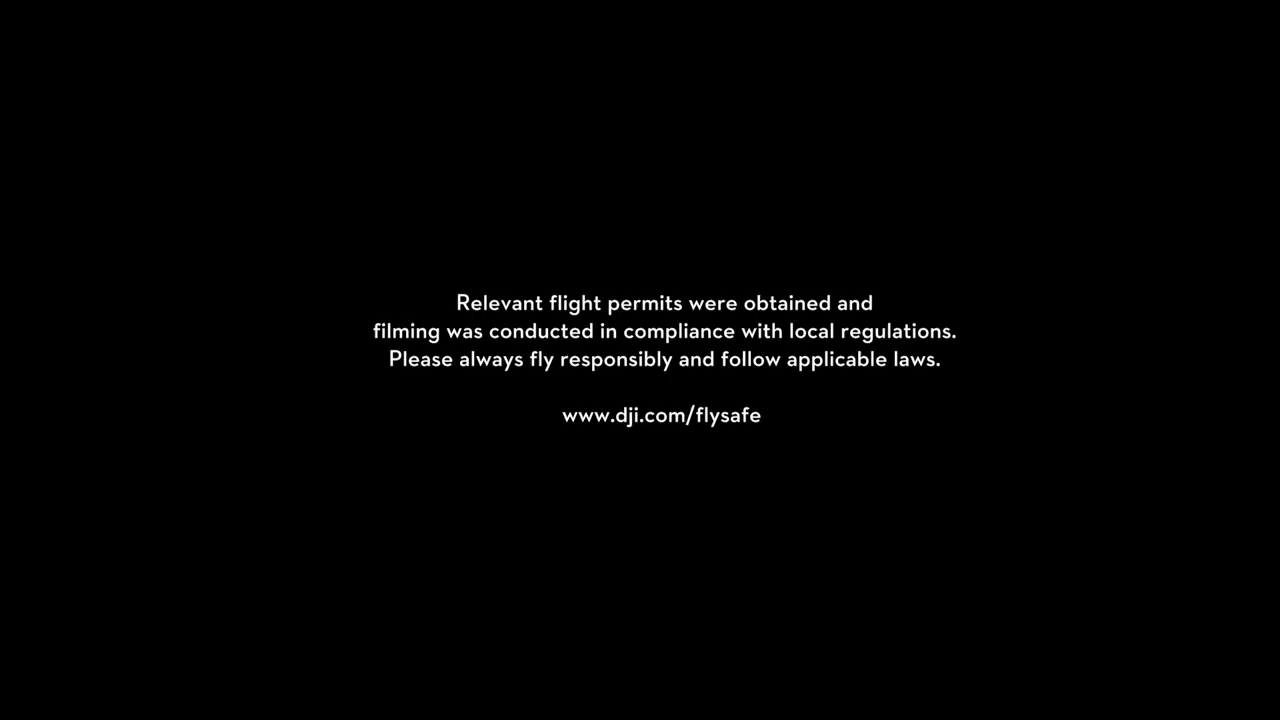 Relevant flight permits were obtained and
filming was conducted in compliance with local regulations.
Please always fly responsibly and follow applicable laws.
www.dji.com/flysafe